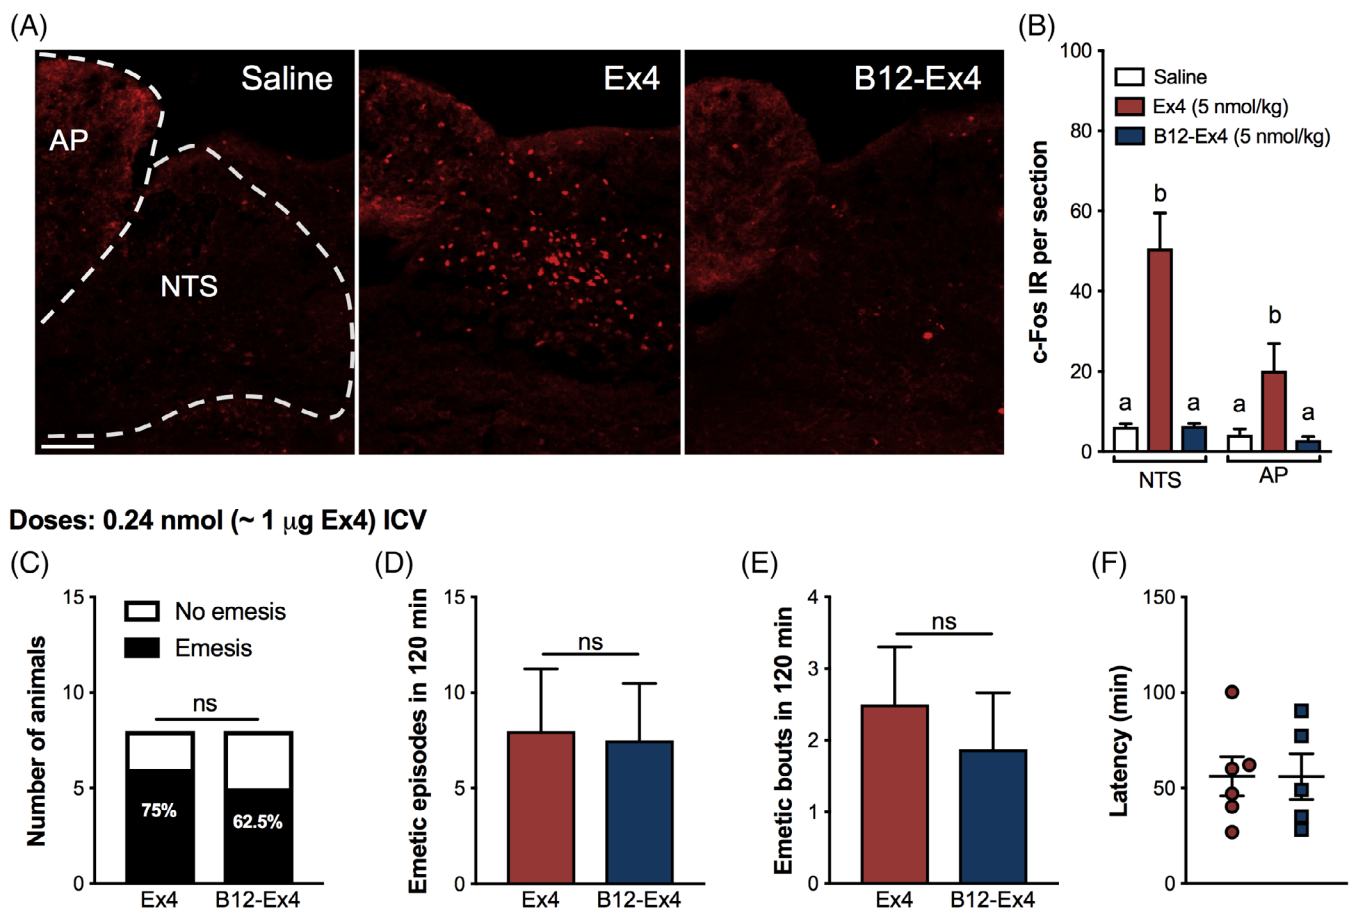 (A)
Saline
Ex4
B12-Ex4
AP
NTS
(B)
c-Fos IR per section
100
80
60
40
20
0
Saline
Ex4 (5 nmol/kg)
B12-Ex4 (5 nmol/kg)
a
b
a
a
b
a
NTS
AP
Doses: 0.24 nmol (~ 1 μg Ex4) ICV
(C)
Number of animals
15
10
5
0
No emesis
Emesis
ns
75%
62.5%
Ex4
B12-Ex4
(D)
Emetic episodes in 120 min
15
10
5
0
ns
Ex4
B12-Ex4
(E)
Emetic bouts in 120 min
4
3
2
1
0
ns
Ex4
B12-Ex4
(F)
Latency (min)
150
100
50
0